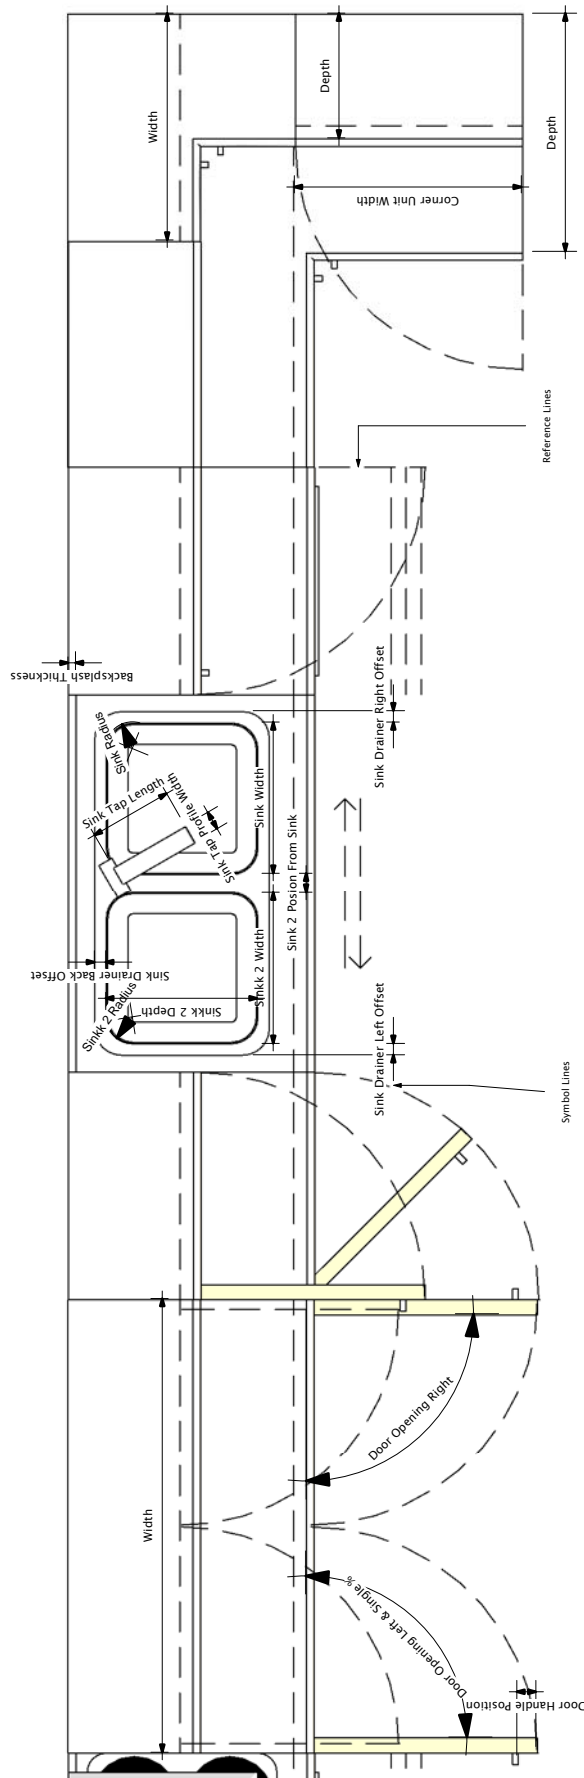 Depth
Width
Depth
Corner Unit Width
Reference Lines
Backsplash Thickness
Sink Radius
Sink Drainer Right Offset
Sink Tap Length
Sink Width
Sink Tap Profile Width
Sink 2 Posion From Sink
Sinkk 2 Width
Sink Drainer Back Offset
Sinkk 2 Depth
Sinkk 2 Radius
Sink Drainer Left Offset
Symbol Lines
Door Opening Right
Width
Door Opening Left & Single %
Door Handle Position